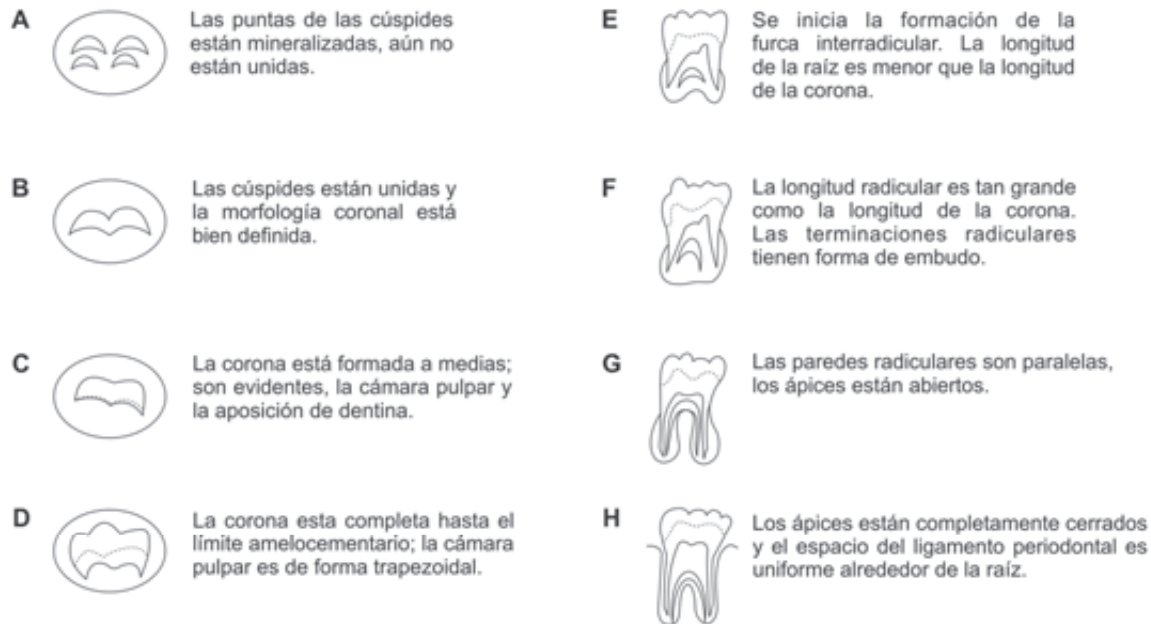 A
Las puntas de las cúspides
están mineralizadas, aún no
están unidas.
B
Las cúspides están unidas y
la morfología coronal está
bien definida.
C
La corona está formada a medias;
son evidentes, la cámara pulpar y
la aposición de dentina.
D
La corona esta completa hasta el
límite amelocementario; la cámara
pulpar es de forma trapezoidal.
E
Se inicia la formación de la
furca interradicular. La longitud
de la raíz es menor que la longitud
de la corona.
F
La longitud radicular es tan grande
como la longitud de la corona.
Las terminaciones radiculares
tienen forma de embudo.
G
Las paredes radiculares son paralelas,
los ápices están abiertos.
H
Los ápices están completamente cerrados
y el espacio del ligamento periodontal es
uniforme alrededor de la raíz.